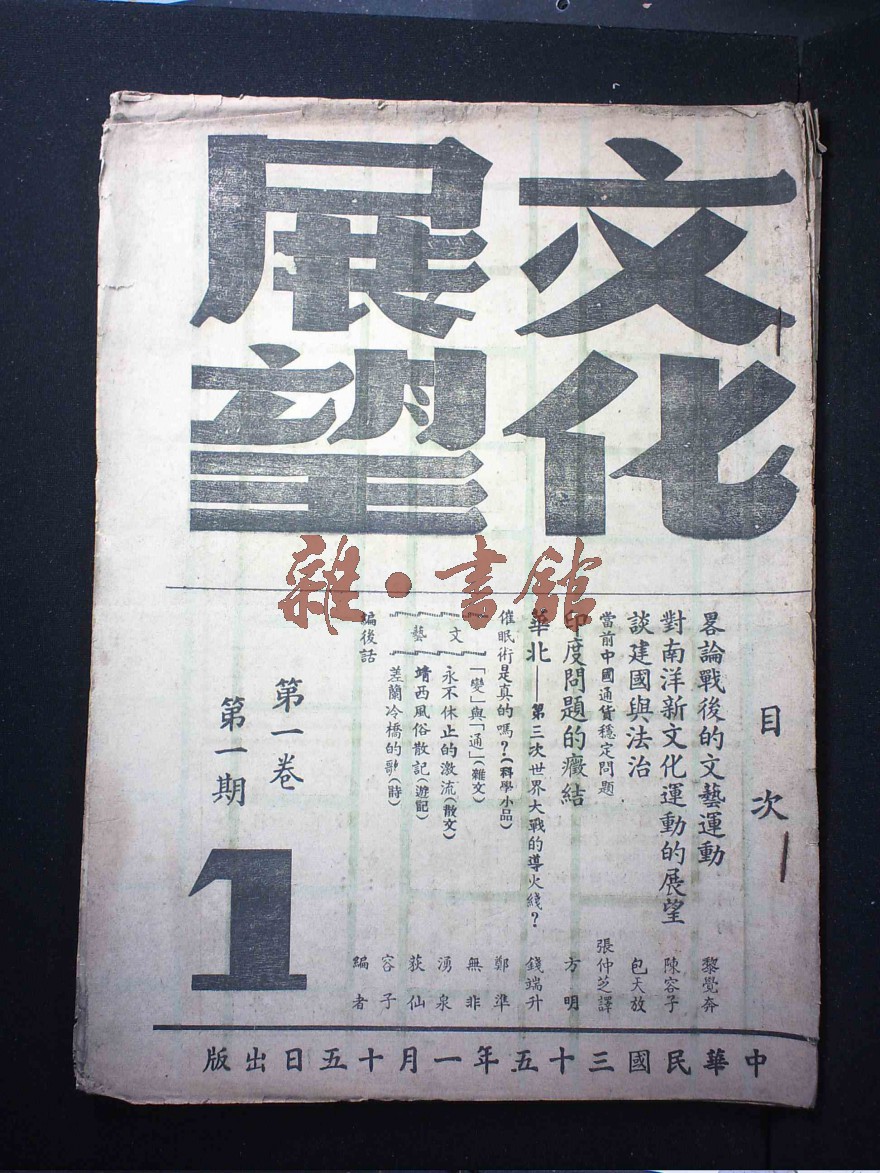 文化
展望
目次
畧論戰後的文藝運動 黎覺奔
對南洋新文化運動的展望 陳容子
談建國與法治 包天放
當前中國通貨穩定問題 張仲芝譯
印度問題的癥結 方明
華北——第三次世界大戰的導火綫？ 錢端升
催眠術是真的嗎？（科學小品） 鄭準
文藝
「變」與「通」（雜文） 無非
永不休止的激流（散文） 湧泉
靖西風俗散記（遊記） 荻仙
差蘭冷橋的歌（詩） 容子
編後話 編者
第一卷
第一期
1
中華民國三十五年一月十五日出版
雜·書館